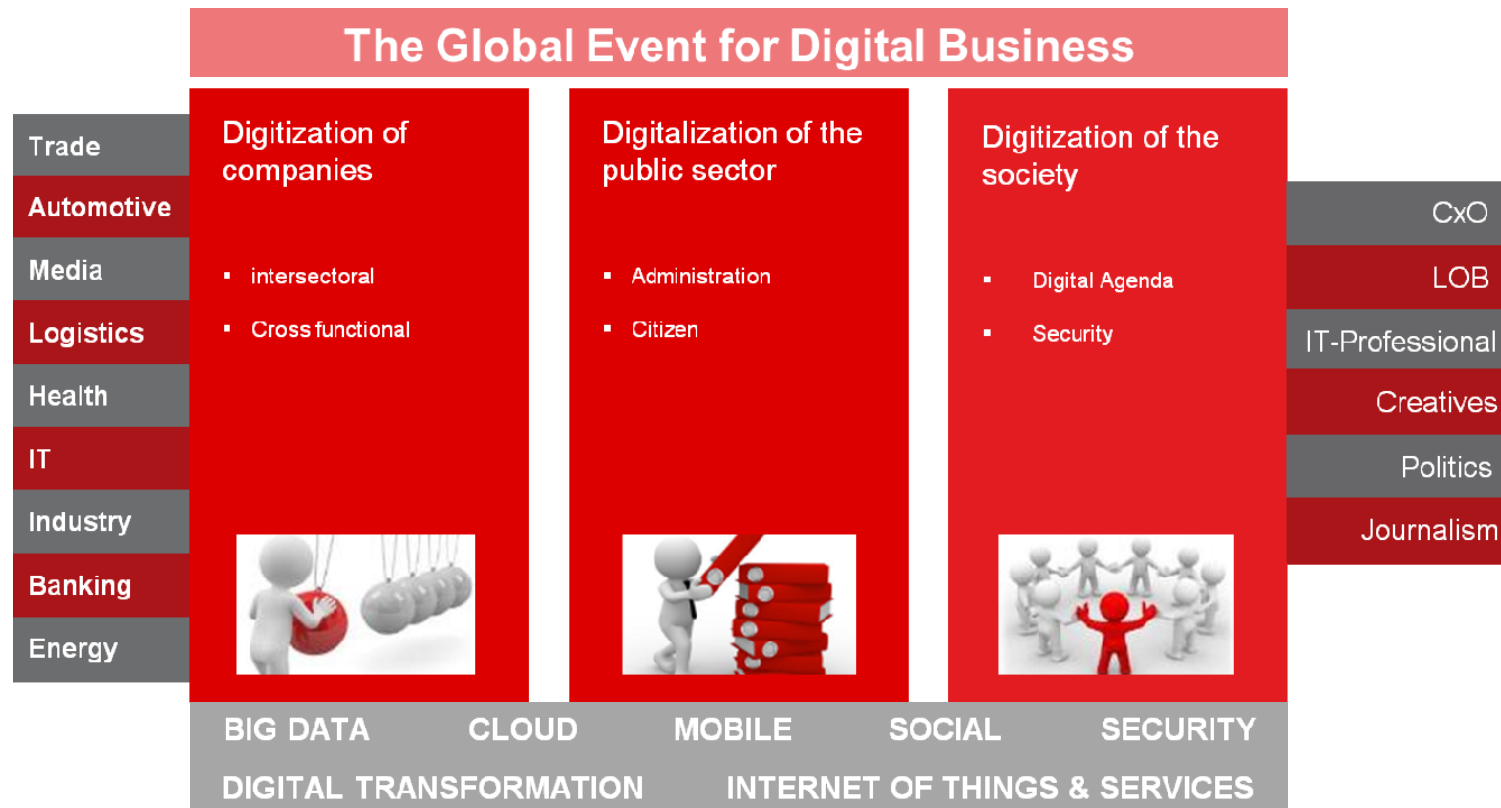 The Global Event for Digital Business
Trade
Automotive
Media
Logistics
Health
IT
Industry
Banking
Energy
Digitization of
companies
▪ intersectoral
▪ Cross functional
Digitalization of the
public sector
▪ Administration
▪ Citizen
Digitization of the
society
▪ Digital Agenda
▪ Security
CxO
LOB
IT-Professional
Creatives
Politics
Journalism
BIG DATA CLOUD MOBILE SOCIAL SECURITY
DIGITAL TRANSFORMATION INTERNET OF THINGS & SERVICES